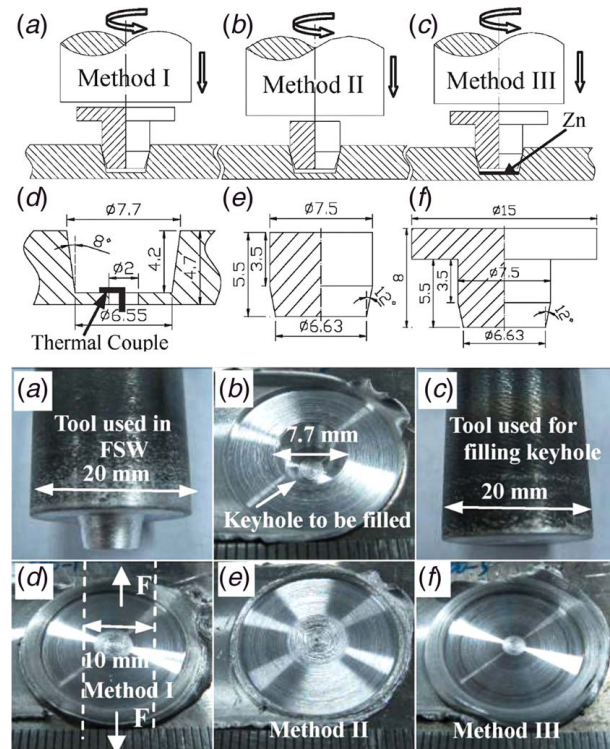 (a)
(b)
(c)
Method I
Method II
Method III
Zn
(d)
(e)
(f)
ø7.7
ø7.5
ø15
8°
ø2
4.2
4.7
5.5
3.5
12°
8
5.5
3.5
ø7.5
12°
ø6.55
ø6.63
ø6.63
Thermal Couple
(a)
(b)
(c)
Tool used in
FSW
20 mm
7.7 mm
Keyhole to be filled
Tool used for
filling keyhole
20 mm
(d)
F
10 mm
Method I
F
(e)
Method II
(f)
Method III